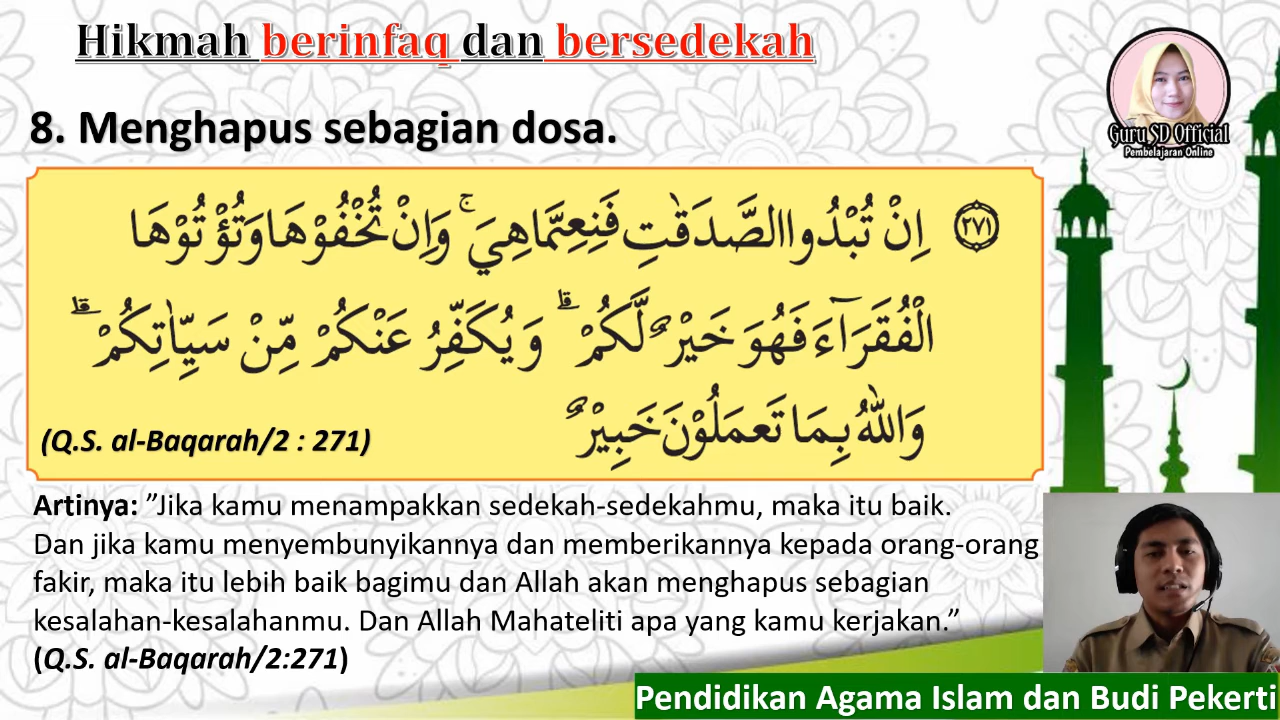 Hikmah berinfaq dan bersedekah
8. Menghapus sebagian dosa.
Guru SD Official
Pembelajaran Online
٢٧١ اِنْ تُبْدُوا الصَّدَقٰتِ فَنِعِمَّا هِيَ ۚ وَاِنْ تُخْفُوْهَا وَتُؤْتُوْهَا
الْفُقَرَاۤءَ فَهُوَ خَيْرٌ لَّكُمْ ۗ وَيُكَفِّرُ عَنْكُمْ مِّنْ سَيِّاٰتِكُمْ ۗ
وَاللّٰهُ بِمَا تَعْمَلُوْنَ خَبِيْرٌ
(Q.S. al-Baqarah/2 : 271)
Artinya: ”Jika kamu menampakkan sedekah-sedekahmu, maka itu baik.
Dan jika kamu menyembunyikannya dan memberikannya kepada orang-orang
fakir, maka itu lebih baik bagimu dan Allah akan menghapus sebagian
kesalahan-kesalahanmu. Dan Allah Mahateliti apa yang kamu kerjakan.”
(Q.S. al-Baqarah/2:271)
Pendidikan Agama Islam dan Budi Pekerti